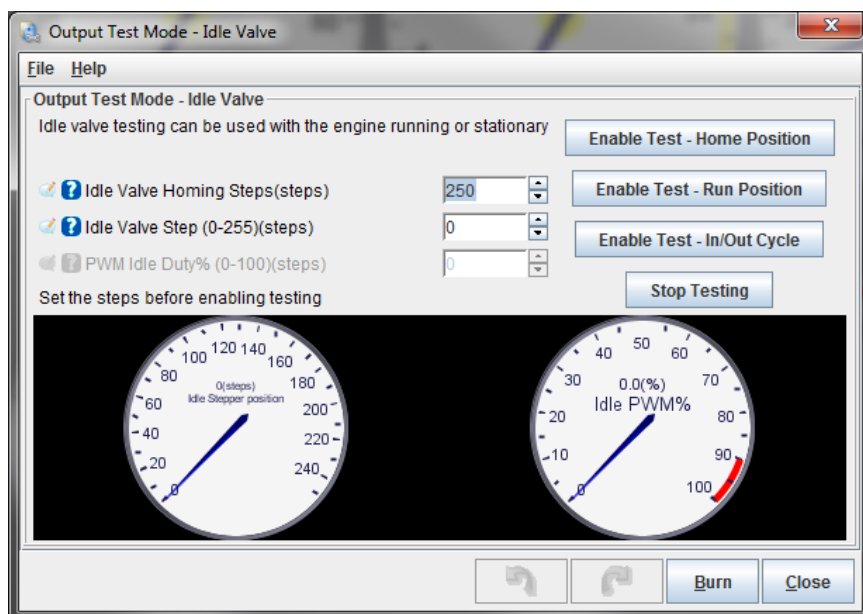 Output Test Mode - Idle Valve
File Help
Output Test Mode - Idle Valve
Idle valve testing can be used with the engine running or stationary
Enable Test - Home Position
Idle Valve Homing Steps(steps) 250
Enable Test - Run Position
Idle Valve Step (0-255)(steps) 0
Enable Test - In/Out Cycle
PWM Idle Duty% (0-100)(steps) 0
Stop Testing
Set the steps before enabling testing
0 20 40 60 80 100 120 140 160 180 200 220 240
0(steps)
Idle Stepper position
0 10 20 30 40 50 60 70 80 90 100
0.0(%)
Idle PWM%
Burn
Close